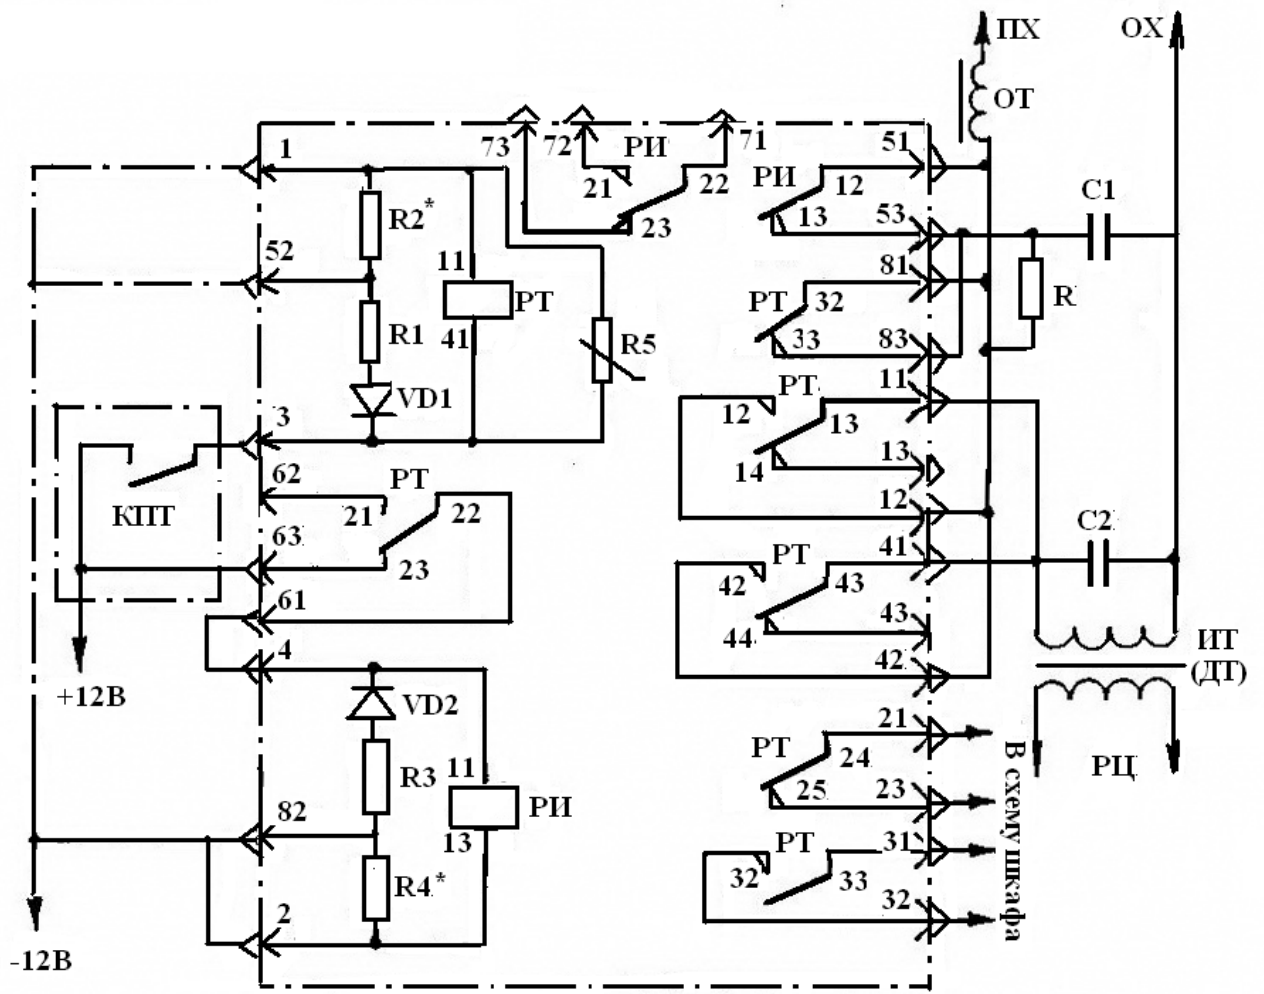 ПХ
ОХ
ОТ
1
73
72
РИ
71
51
21
22
РИ
12
С1
R2*
23
13
53
52
11
РТ
81
41
РТ
32
R
R1
R5
33
83
VD1
РТ
11
3
12
13
62
РТ
14
13
КПТ
21
22
12
С2
63
РТ
41
23
42
43
61
43
44
ИТ
4
42
(ДТ)
+12В
VD2
21
РТ
24
R3
11
23
РЦ
25
82
РИ
РТ
31
13
R4*
32
33
32
2
В схему шкафа
-12В